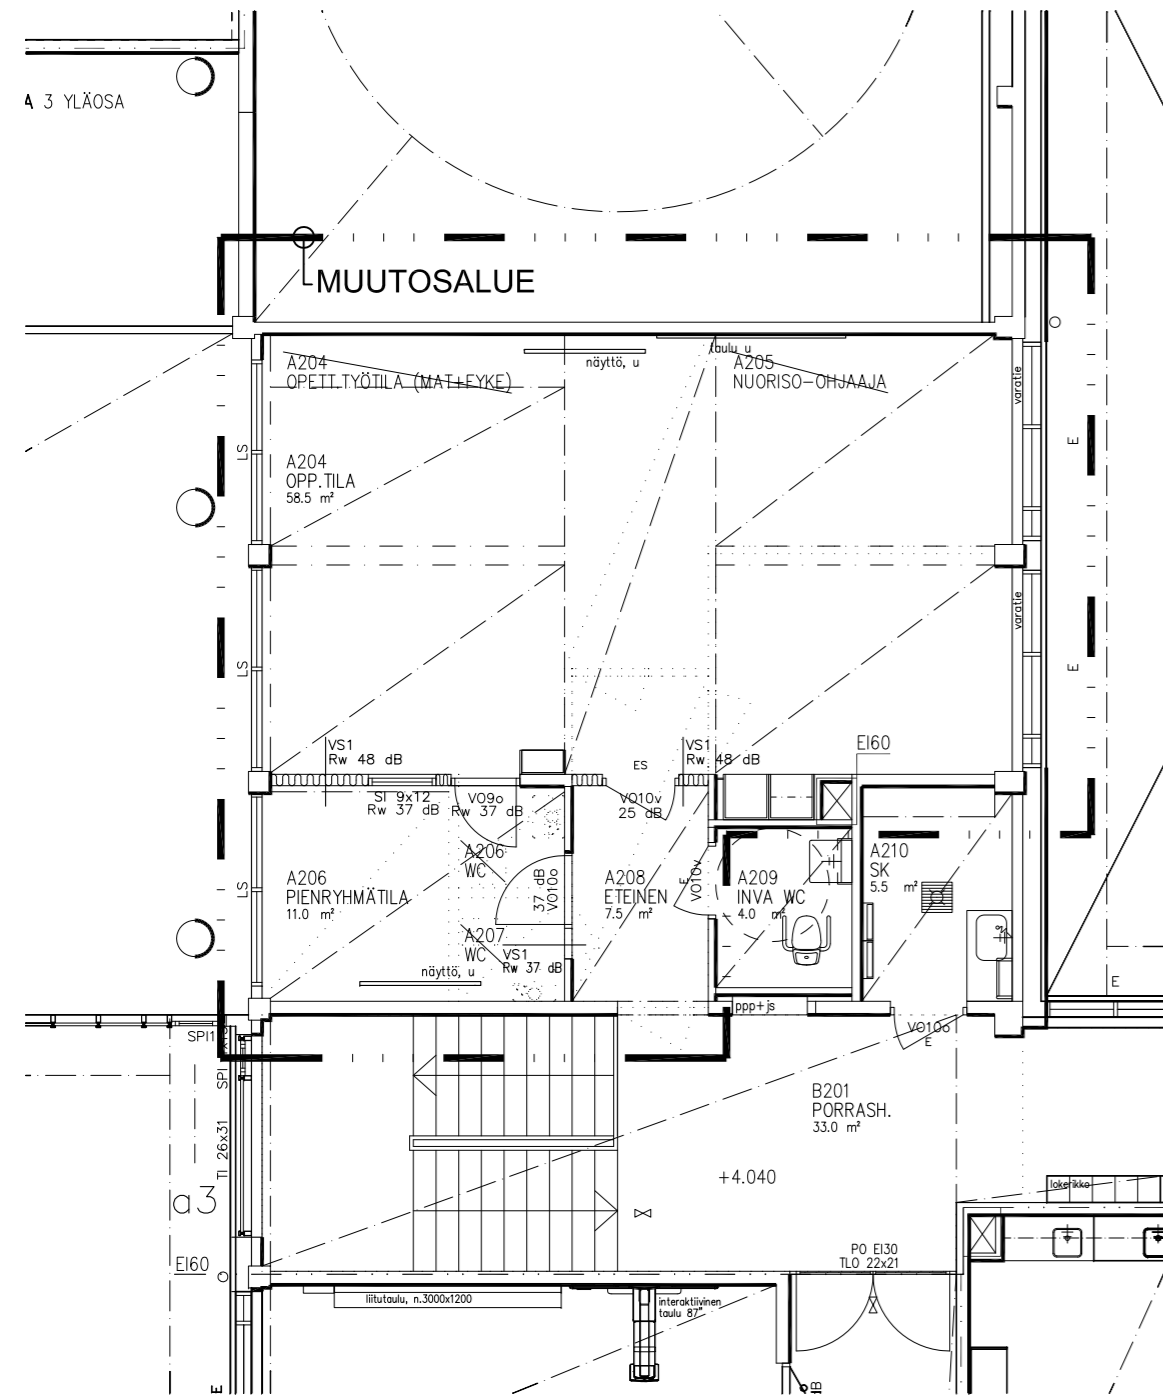 A 3 YLÄOSA
MUUTOSALUE
A204
OPETT.TYÖTILA (MAT+FYKE)
näyttö, u
taulu u
A205
NUORISO-OHJAAJA
varatie
LS
E
A204
OPP.TILA
58.5 m²
varatie
LS
E
VS1
Rw 48 dB
ES
VS1
Rw 48 dB
EI60
SI 9x12
Rw 37 dB
VO9o
Rw 37 dB
VO10v
25 dB
LS
A206
PIENRYHMÄTILA
11.0 m²
A206
WC
37 dB
VO10o
A208
ETEINEN
7.5 m²
E
VO10v
A209
INVA WC
4.0 m²
A210
SK
5.5 m²
A207
WC
VS1
Rw 37 dB
näyttö, u
ppp+js
VO10o
E
E
SPI1
SPI
TI 26x31
B201
PORRASH.
33.0 m²
+4.040
lokerikko
a3
EI60
PO EI30
TLO 22x21
liitutaulu, n.3000x1200
interaktiivinen
taulu 87"
E